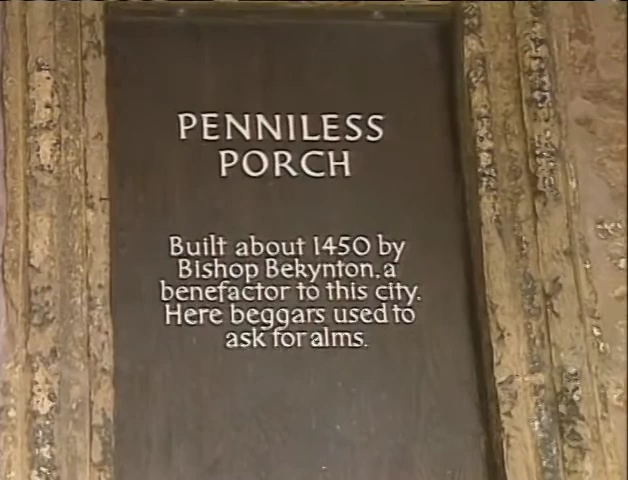 PENNILESS
PORCH
Built about 1450 by
Bishop Bekynton, a
benefactor to this city.
Here beggars used to
ask for alms.